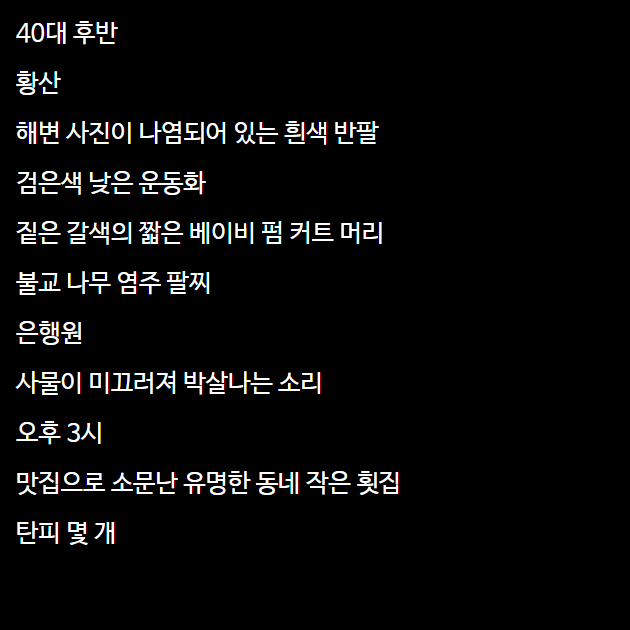 40대 후반
황산
해변 사진이 나염되어 있는 흰색 반팔
검은색 낮은 운동화
짙은 갈색의 짧은 베이비 펌 커트 머리
불교 나무 염주 팔찌
은행원
사물이 미끄러져 박살나는 소리
오후 3시
맛집으로 소문난 유명한 동네 작은 횟집
탄피 몇 개